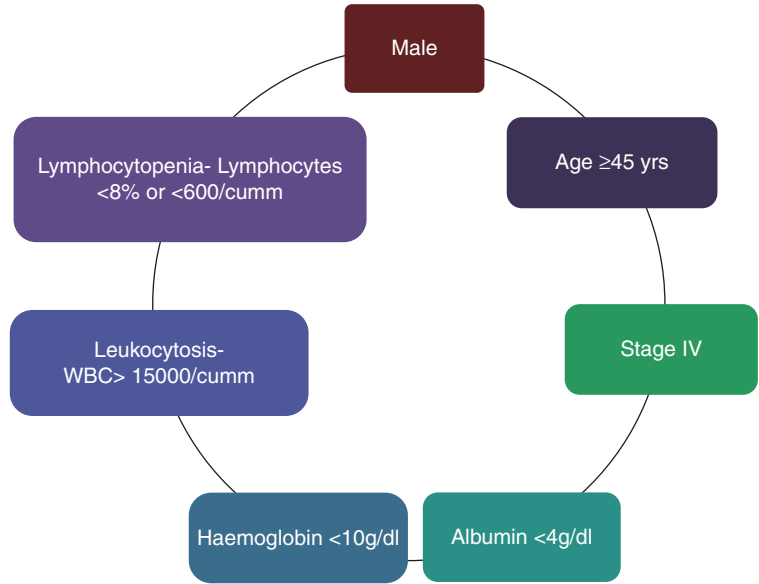 Male
Age ≥45 yrs
Stage IV
Albumin <4g/dl
Haemoglobin <10g/dl
Leukocytosis-
WBC> 15000/cumm
Lymphocytopenia- Lymphocytes
<8% or <600/cumm